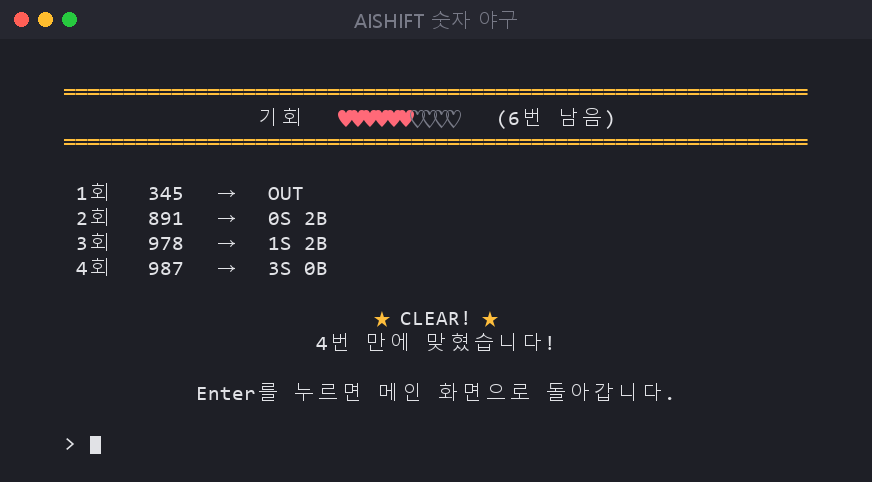 AISHIFT 숫자 야구
기회 ♥♥♥♥♥♥♡♡♡♡ (6번 남음)
1회 345 → OUT
2회 891 → 0S 2B
3회 978 → 1S 2B
4회 987 → 3S 0B
★ CLEAR! ★
4번 만에 맞혔습니다!
Enter를 누르면 메인 화면으로 돌아갑니다.
>